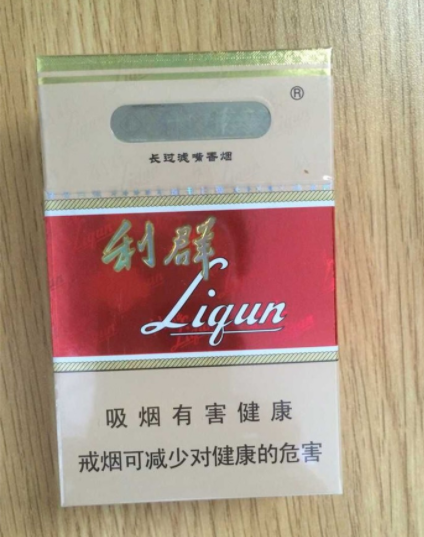 ®
长过滤嘴香烟
利群
Liqun
吸烟有害健康
戒烟可减少对健康的危害